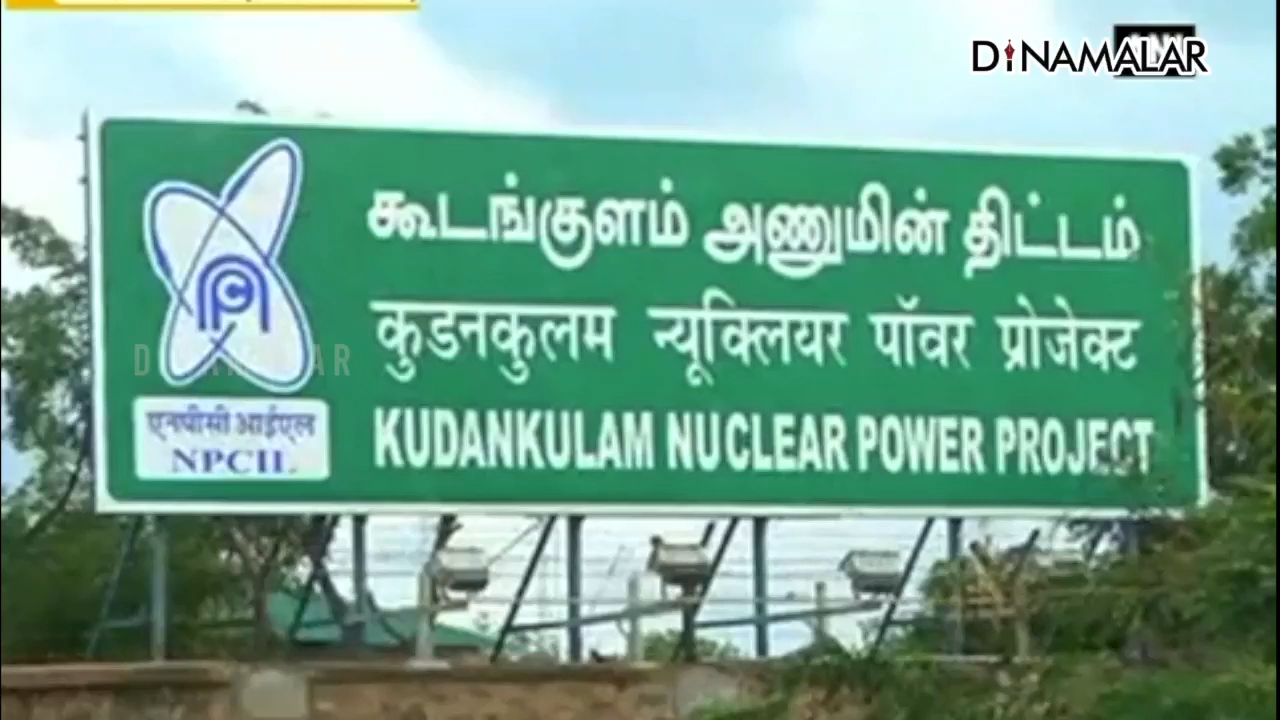 DINAMALAR
கூடங்குளம் அணுமின் திட்டம்
कुडनकुलम न्यूक्लियर पॉवर प्रोजेक्ट
KUDANKULAM NUCLEAR POWER PROJECT
एनपीसीआईएल
NPCIL